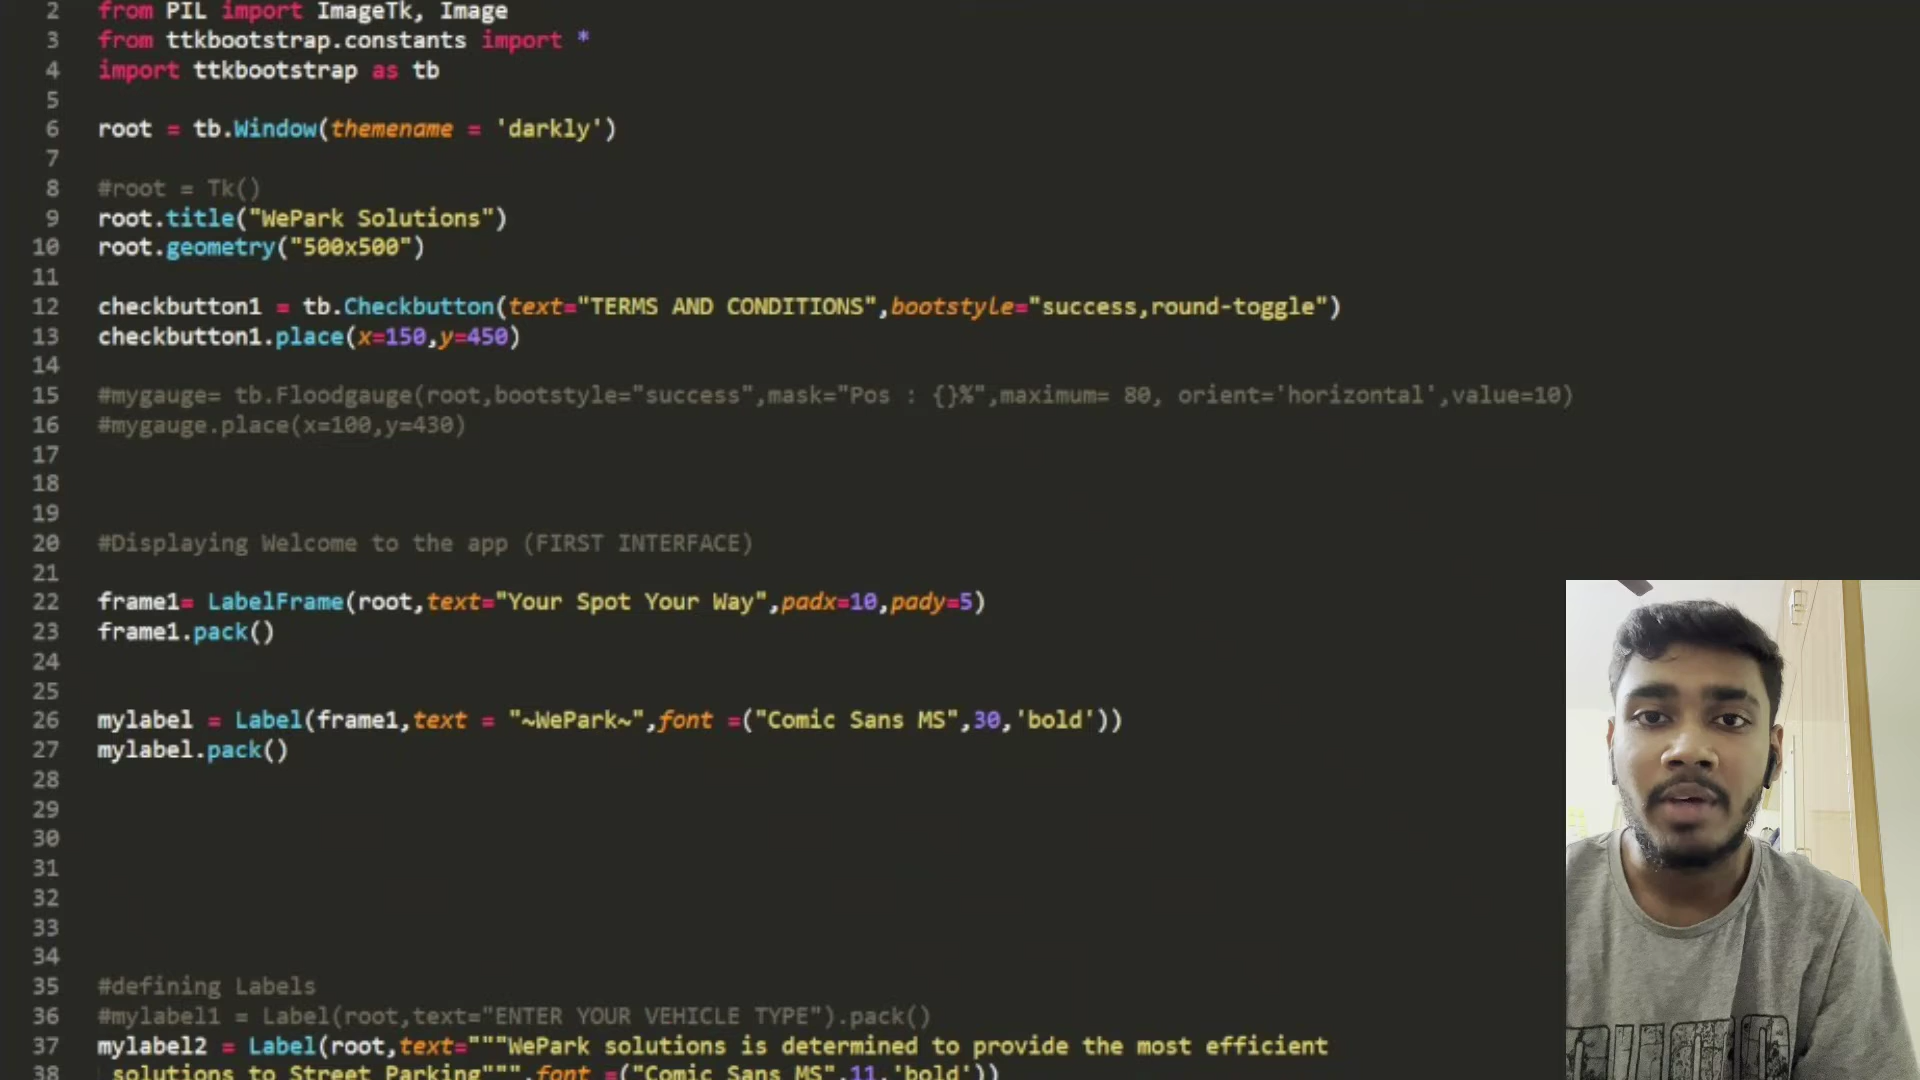 2 from PIL import ImageTk, Image
3 from ttkbootstrap.constants import *
4 import ttkbootstrap as tb
5
6 root = tb.Window(themename = 'darkly')
7
8 #root = Tk()
9 root.title("WePark Solutions")
10 root.geometry("500x500")
11
12 checkbutton1 = tb.Checkbutton(text="TERMS AND CONDITIONS",bootstyle="success,round-toggle")
13 checkbutton1.place(x=150,y=450)
14
15 #mygauge= tb.Floodgauge(root,bootstyle="success",mask="Pos : {}%",maximum= 80, orient='horizontal',value=10)
16 #mygauge.place(x=100,y=430)
17
18
19
20 #Displaying Welcome to the app (FIRST INTERFACE)
21
22 frame1= LabelFrame(root,text="Your Spot Your Way",padx=10,pady=5)
23 frame1.pack()
24
25
26 mylabel = Label(frame1,text = "~WePark~",font =("Comic Sans MS",30,'bold'))
27 mylabel.pack()
28
29
30
31
32
33
34
35 #defining Labels
36 #mylabel1 = Label(root,text="ENTER YOUR VEHICLE TYPE").pack()
37 mylabel2 = Label(root,text="""WePark solutions is determined to provide the most efficient
38 solutions to Street Parking""",font =("Comic Sans MS",11,'bold'))